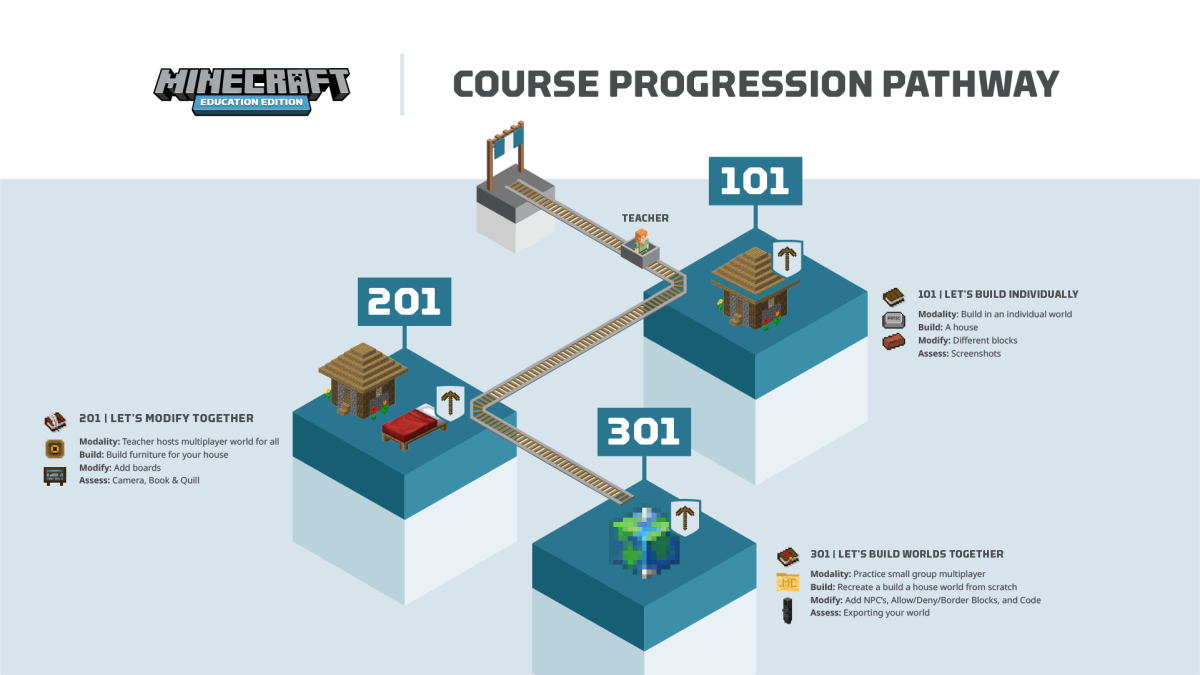 MINECRAFT
EDUCATION EDITION
COURSE PROGRESSION PATHWAY
TEACHER
101
101 | LET'S BUILD INDIVIDUALLY
Modality: Build in an individual world
Build: A house
Modify: Different blocks
Assess: Screenshots
201
201 | LET'S MODIFY TOGETHER
Modality: Teacher hosts multiplayer world for all
Build: Build furniture for your house
Modify: Add boards
Assess: Camera, Book & Quill
301
301 | LET'S BUILD WORLDS TOGETHER
Modality: Practice small group multiplayer
Build: Recreate a build a house world from scratch
Modify: Add NPC's, Allow/Deny/Border Blocks, and Code
Assess: Exporting your world